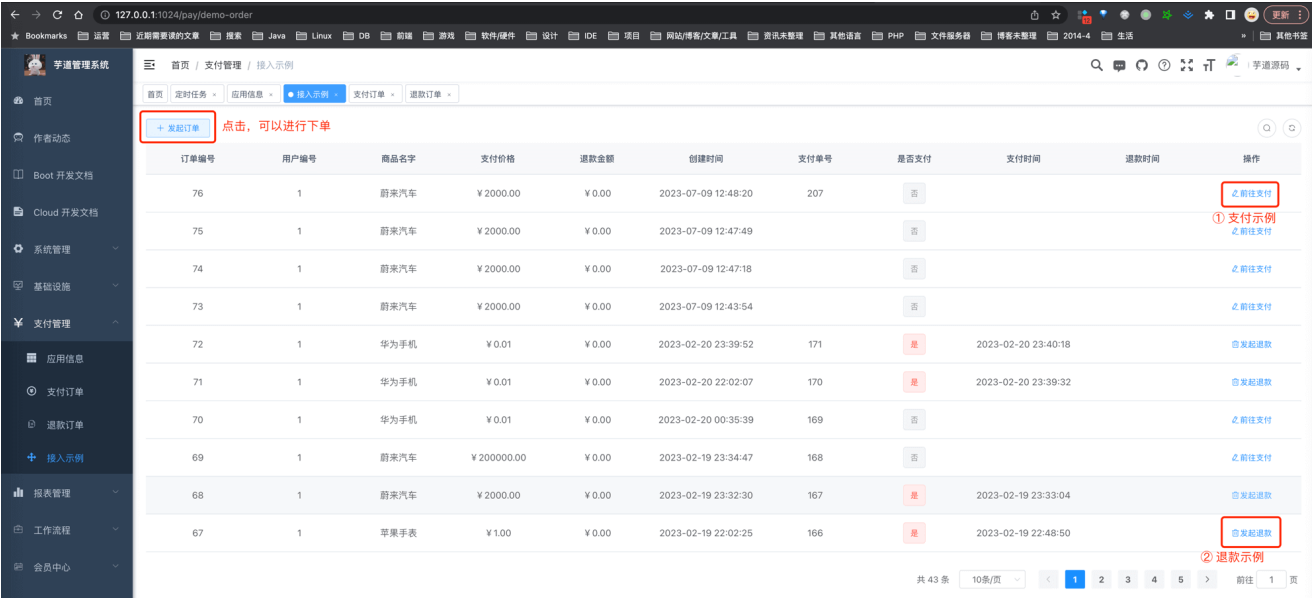 127.0.0.1:1024/pay/demo-order
12
更新
Bookmarks 运营 近期需要读的文章 搜索 Java Linux DB 前端 游戏 软件/硬件 设计 IDE 项目 网站/博客/文章/工具 资讯未整理 其他语言 PHP 文件服务器 博客未整理 2014-4 生活 » 其他书签
芋道管理系统
首页 / 支付管理 / 接入示例
芋道源码
首页 定时任务 × 应用信息 × 接入示例 × 支付订单 × 退款订单 ×
首页
作者动态
Boot 开发文档
Cloud 开发文档
系统管理
基础设施
支付管理
应用信息
支付订单
退款订单
接入示例
报表管理
工作流程
会员中心
+ 发起订单 点击，可以进行下单
订单编号 用户编号 商品名字 支付价格 退款金额 创建时间 支付单号 是否支付 支付时间 退款时间 操作
76 1 蔚来汽车 ￥2000.00 ￥0.00 2023-07-09 12:48:20 207 否 前往支付
① 支付示例
75 1 蔚来汽车 ￥2000.00 ￥0.00 2023-07-09 12:47:49 否 前往支付
74 1 蔚来汽车 ￥2000.00 ￥0.00 2023-07-09 12:47:18 否 前往支付
73 1 蔚来汽车 ￥2000.00 ￥0.00 2023-07-09 12:43:54 否 前往支付
72 1 华为手机 ￥0.01 ￥0.00 2023-02-20 23:39:52 171 是 2023-02-20 23:40:18 发起退款
71 1 华为手机 ￥0.01 ￥0.00 2023-02-20 22:02:07 170 是 2023-02-20 23:39:32 发起退款
70 1 华为手机 ￥0.01 ￥0.00 2023-02-20 00:35:39 169 否 前往支付
69 1 蔚来汽车 ￥200000.00 ￥0.00 2023-02-19 23:34:47 168 否 前往支付
68 1 蔚来汽车 ￥2000.00 ￥0.00 2023-02-19 23:32:30 167 是 2023-02-19 23:33:04 发起退款
67 1 苹果手表 ￥1.00 ￥0.00 2023-02-19 22:02:25 166 是 2023-02-19 22:48:50 发起退款
② 退款示例
共 43 条 10条/页 < 1 2 3 4 5 > 前往 1 页